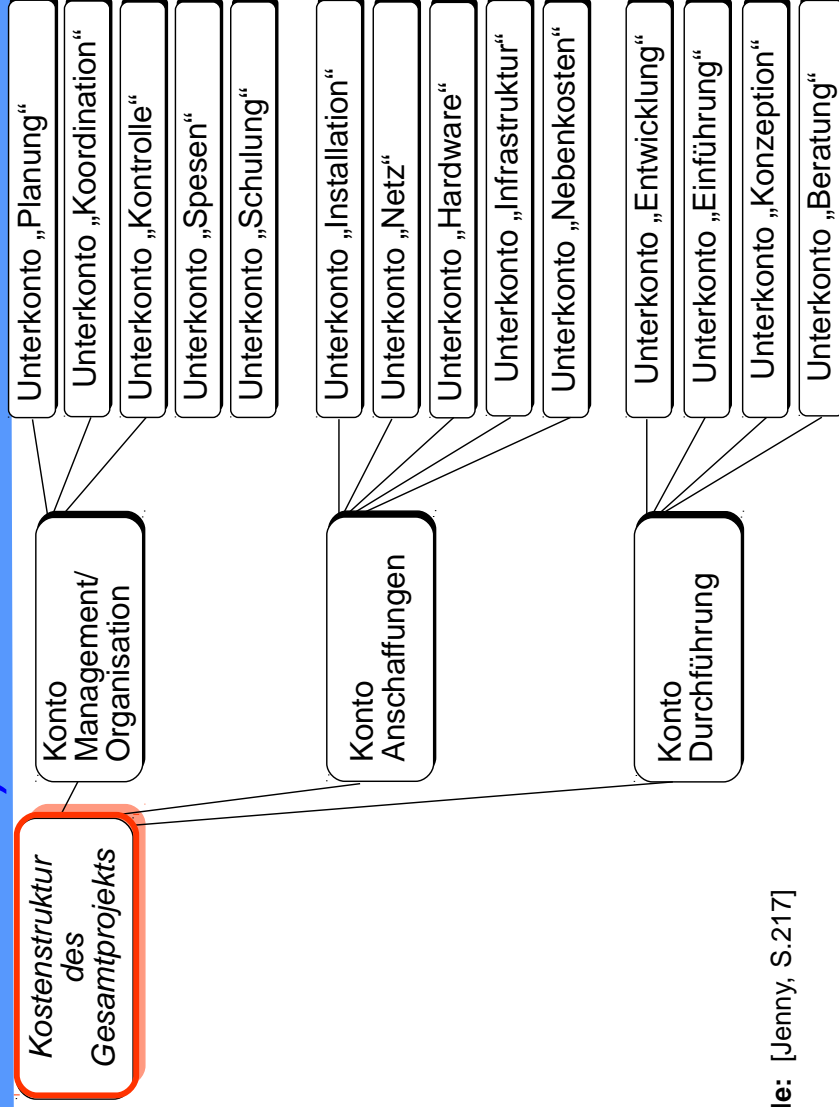 Kostenstruktur
des
Gesamtprojekts
Konto
Management/
Organisation
Unterkonto „Planung“
Unterkonto „Koordination“
Unterkonto „Kontrolle“
Unterkonto „Spesen“
Unterkonto „Schulung“
Konto
Anschaffungen
Unterkonto „Installation“
Unterkonto „Netz“
Unterkonto „Hardware“
Unterkonto „Infrastruktur“
Unterkonto „Nebenkosten“
Konto
Durchführung
Unterkonto „Entwicklung“
Unterkonto „Einführung“
Unterkonto „Konzeption“
Unterkonto „Beratung“
le: [Jenny, S.217]